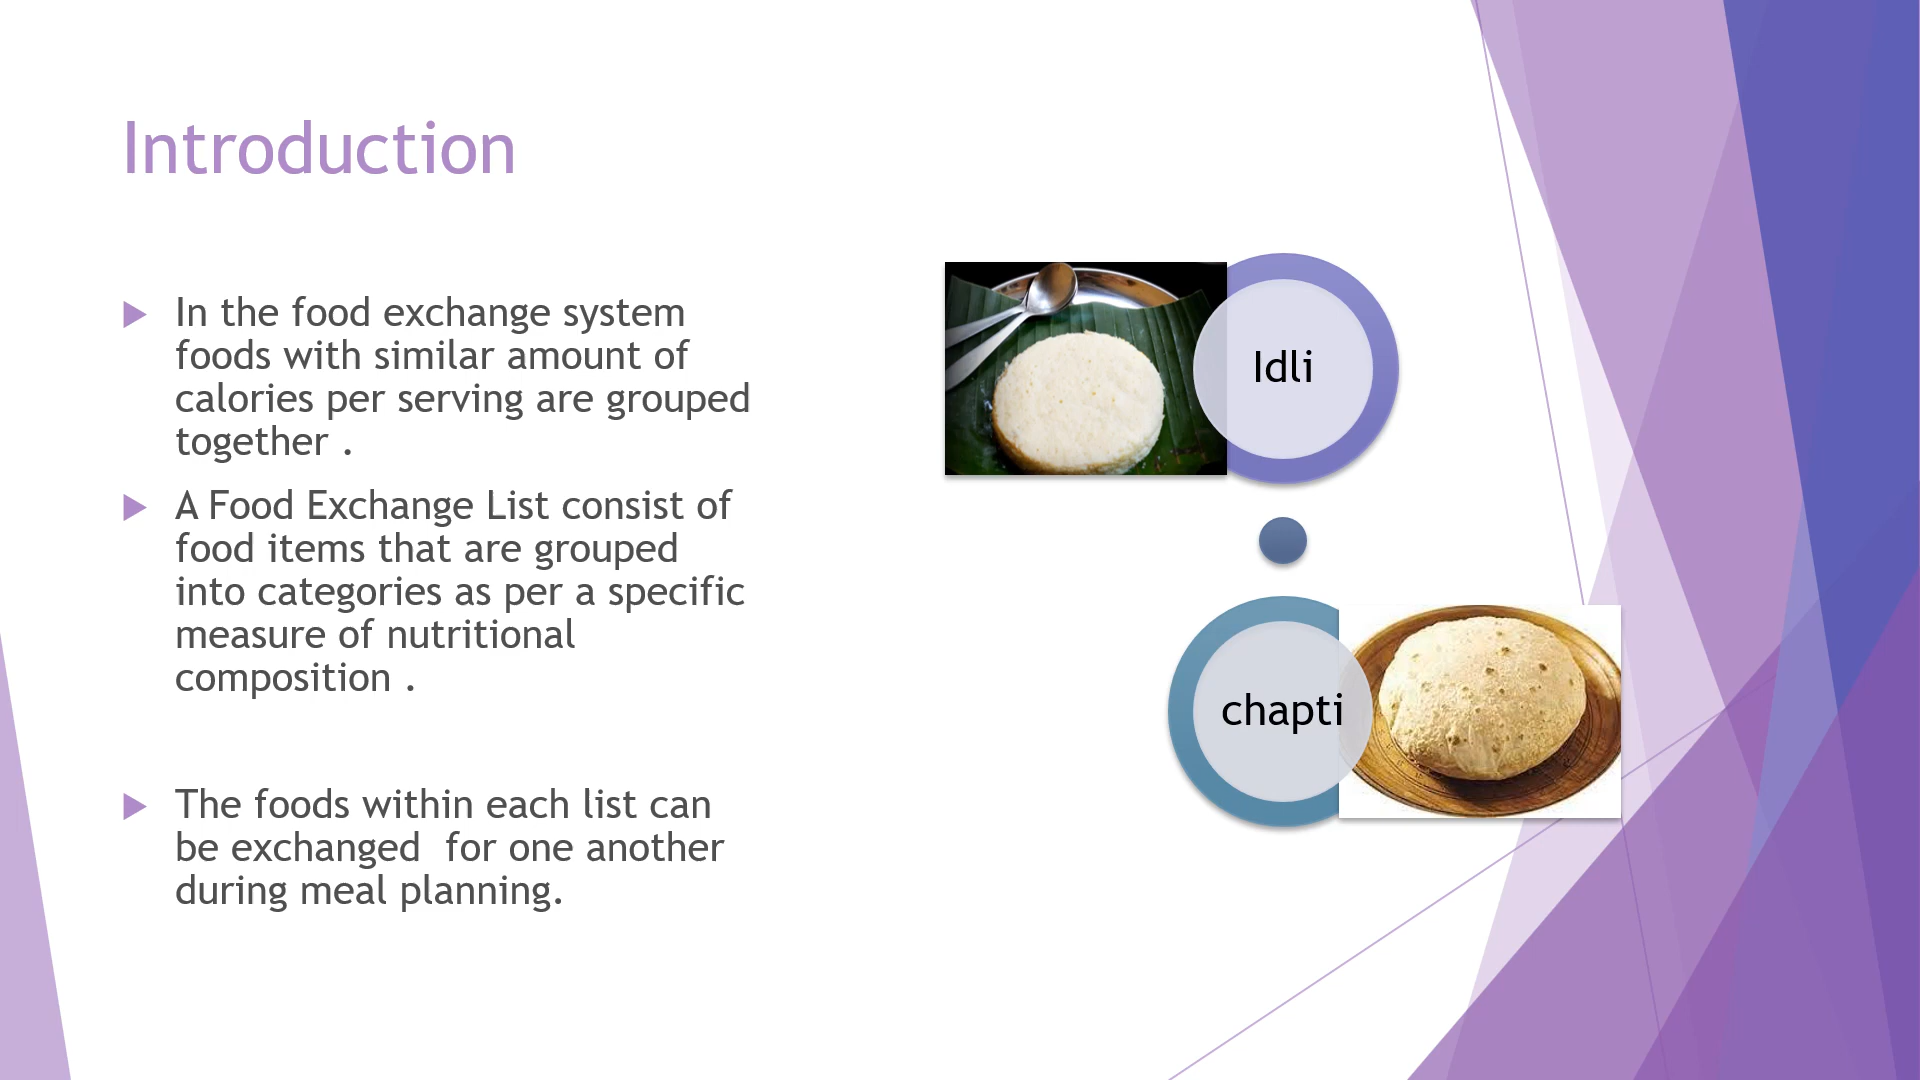 Introduction
In the food exchange system
foods with similar amount of
calories per serving are grouped
together .
A Food Exchange List consist of
food items that are grouped
into categories as per a specific
measure of nutritional
composition .
The foods within each list can
be exchanged  for one another
during meal planning.
Idli
chapti